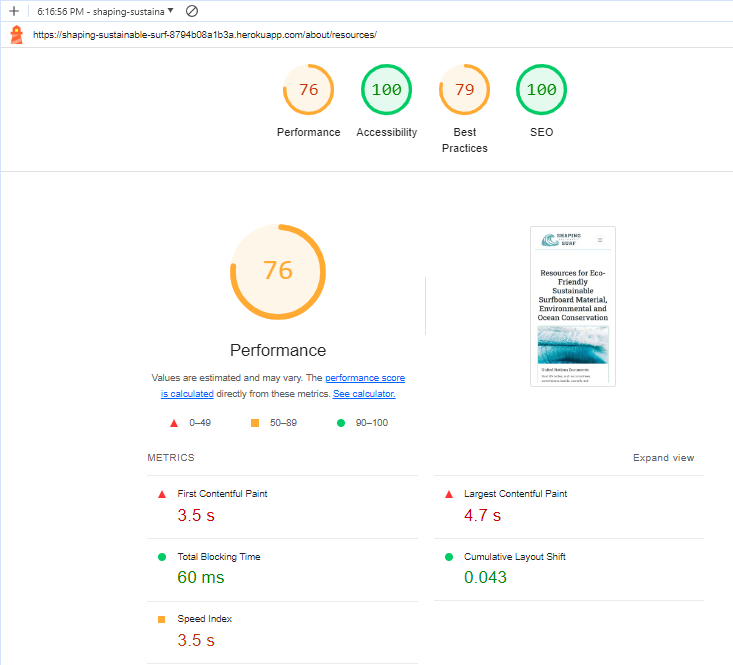 6:16:56 PM - shaping-sustaina
https://shaping-sustainable-surf-8794b08a1b3a.herokuapp.com/about/resources/
76 100 79 100
Performance Accessibility Best Practices SEO
76
SHAPING
SURF
Resources for Eco-
Friendly
Sustainable
Surfboard Material,
Environmental and
Ocean Conservation
United Nations Documents
Performance
Values are estimated and may vary. The performance score
is calculated directly from these metrics. See calculator.
0–49 50–89 90–100
METRICS Expand view
First Contentful Paint
3.5 s
Largest Contentful Paint
4.7 s
Total Blocking Time
60 ms
Cumulative Layout Shift
0.043
Speed Index
3.5 s